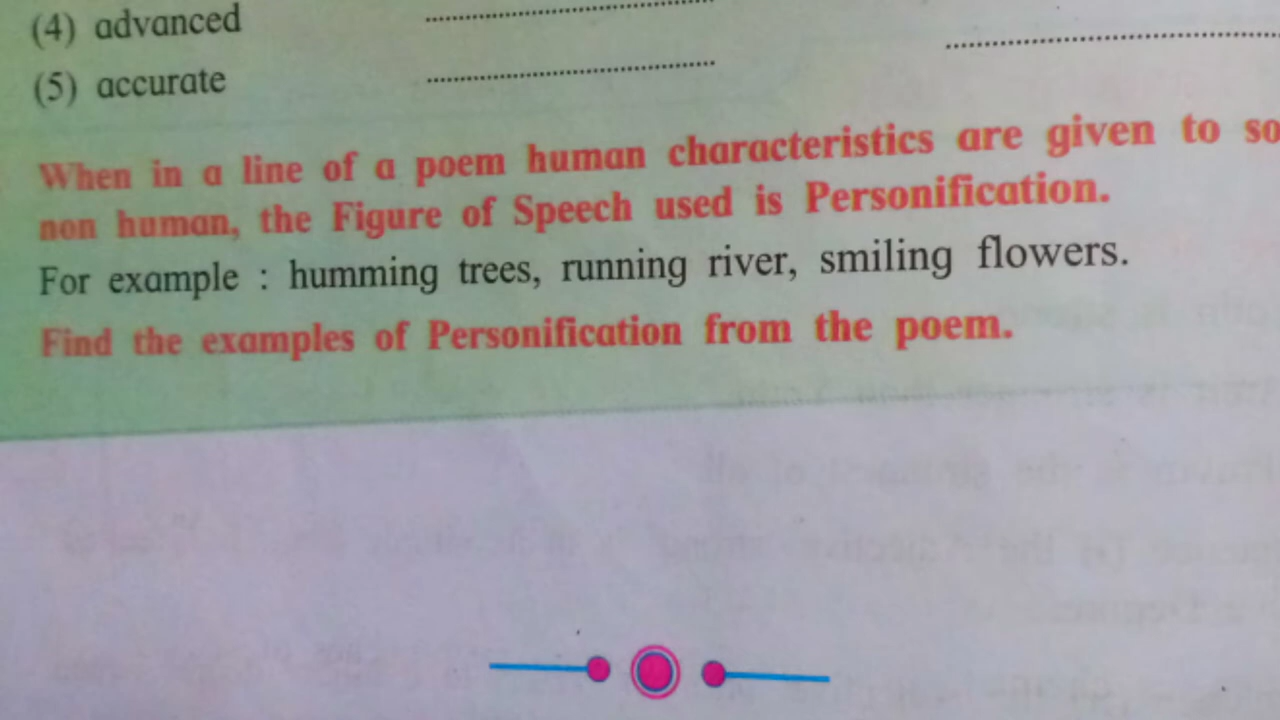 (4) advanced ....................
(5) accurate .................... ....................
When in a line of a poem human characteristics are given to so
non human, the Figure of Speech used is Personification.
For example : humming trees, running river, smiling flowers.
Find the examples of Personification from the poem.